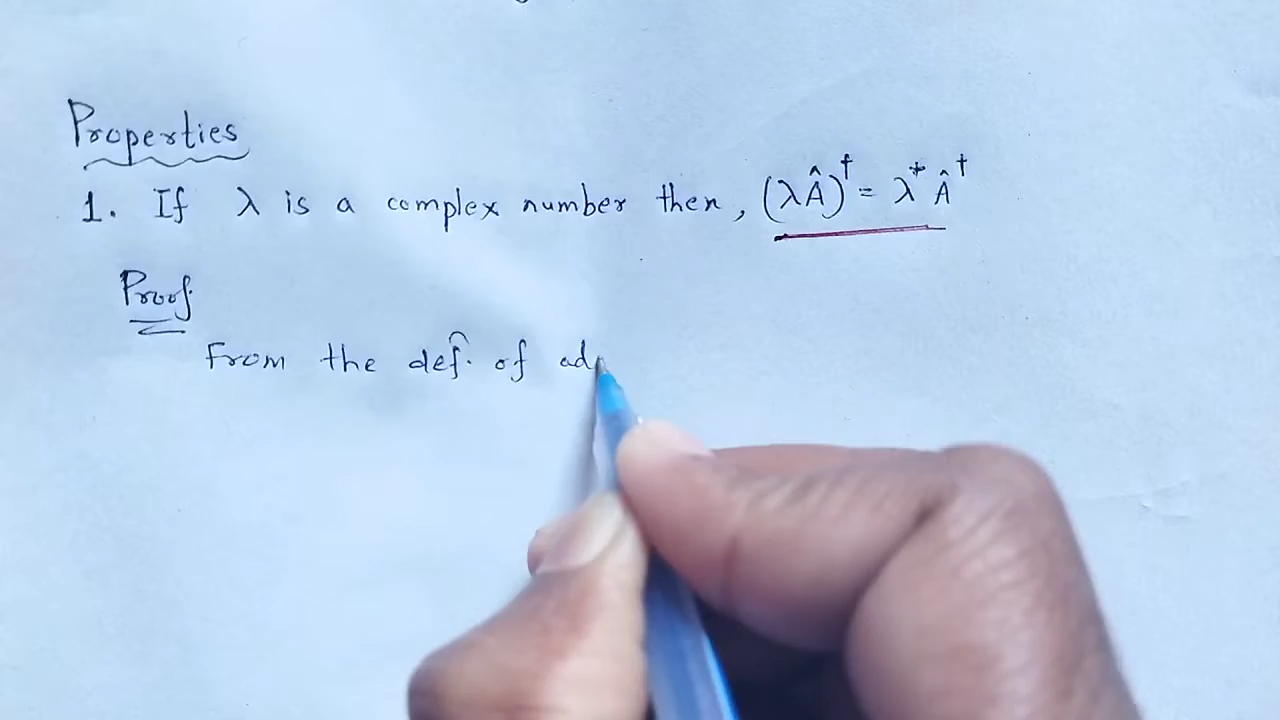 Properties
1. If λ is a complex number then, (λÂ)† = λ* Â†
Proof
From the def. of ad